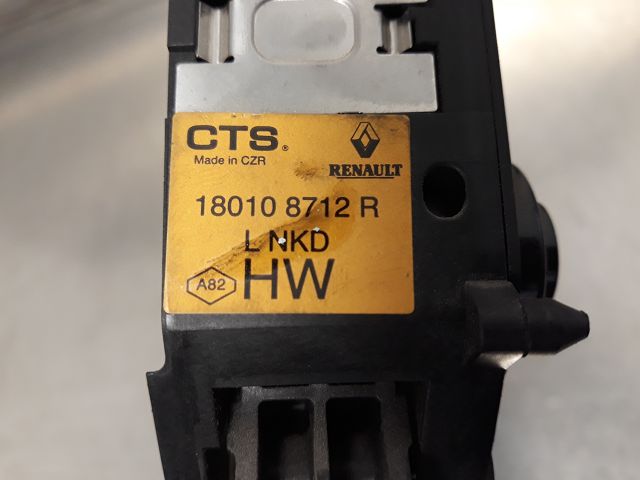 CTS®
Made in CZR
RENAULT
18010 8712 R
L NKD
A82
HW